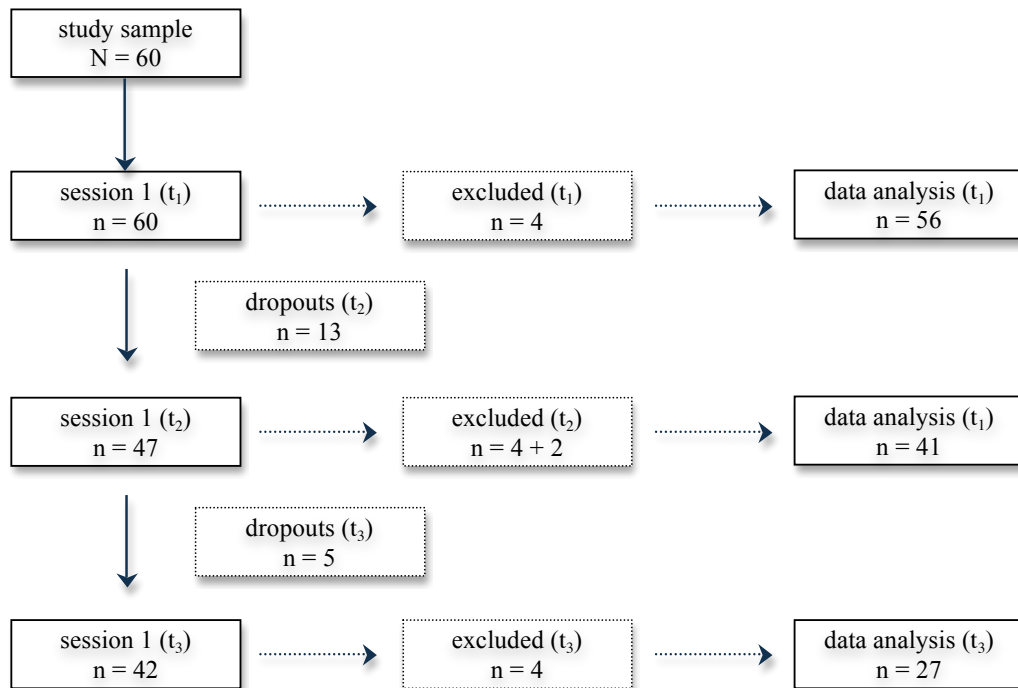 study sample
N = 60
session 1 (t₁)
n = 60
excluded (t₁)
n = 4
data analysis (t₁)
n = 56
dropouts (t₂)
n = 13
session 1 (t₂)
n = 47
excluded (t₂)
n = 4 + 2
data analysis (t₁)
n = 41
dropouts (t₃)
n = 5
session 1 (t₃)
n = 42
excluded (t₃)
n = 4
data analysis (t₃)
n = 27